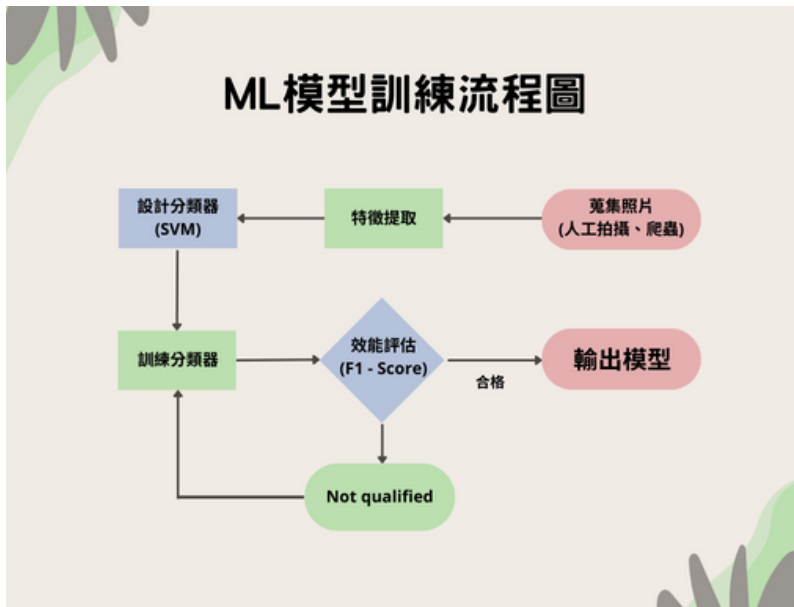 ML模型訓練流程圖
設計分類器
(SVM)
特徵提取
蒐集照片
(人工拍攝、爬蟲)
訓練分類器
效能評估
(F1 - Score)
合格
輸出模型
Not qualified